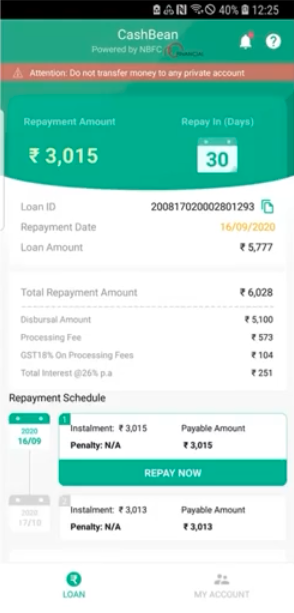 40% 12:25
CashBean
Powered by NBFC
Attention: Do not transfer money to any private account
Repayment Amount Repay In (Days)
₹ 3,015 30
Loan ID 200817020002801293
Repayment Date 16/09/2020
Loan Amount ₹ 5,777
Total Repayment Amount ₹ 6,028
Disbursal Amount ₹ 5,100
Processing Fee ₹ 573
GST18% On Processing Fees ₹ 104
Total Interest @26% p.a ₹ 251
Repayment Schedule
2020
16/09
1
Instalment: ₹ 3,015 Payable Amount
Penalty: N/A ₹ 3,015
REPAY NOW
2020
17/10
2
Instalment: ₹ 3,013 Payable Amount
Penalty: N/A ₹ 3,013
LOAN MY ACCOUNT